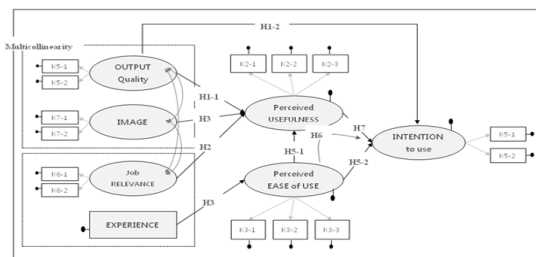 H1-2
Multicollinearity
OUTPUT
Quality
K5-1
K5-2
K2-1
K2-2
K2-3
H1-1
Perceived
USEFULNESS
IMAGE
K7-1
K7-2
H3
H6
H7
INTENTION
to use
K5-1
K5-2
H2
H5-1
H5-2
Job
RELEVANCE
K6-1
K6-2
Perceived
EASE of USE
H3
EXPERIENCE
K3-1
K3-2
K3-3